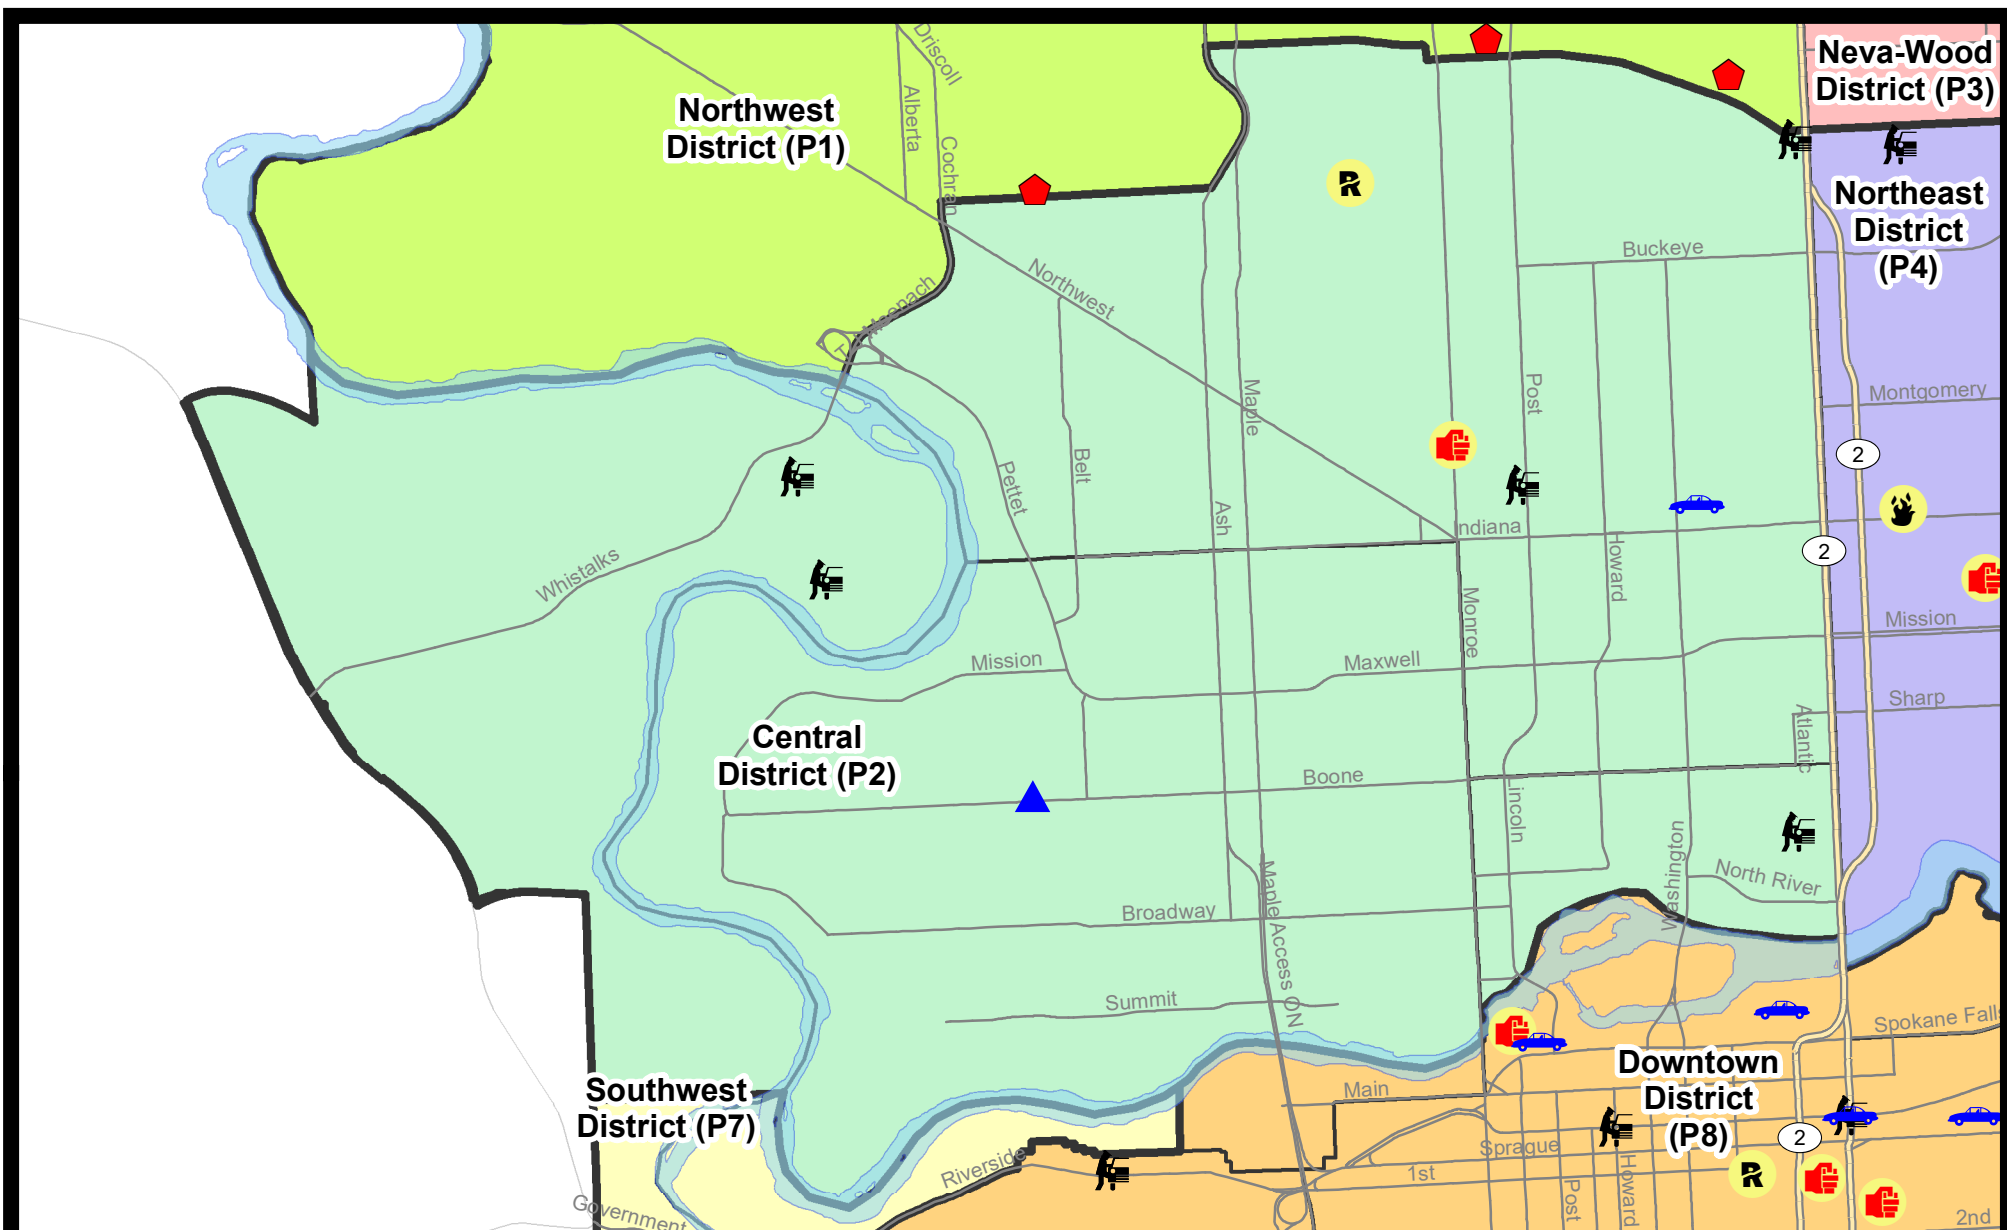 Driscoll
Neva-Wood
District (P3)
Northwest
District (P1)
Alberta
Cochran
R
Northeast
District
(P4)
Buckeye
Northwest
Maple
Post
Montgomery
2
Belt
Pettet
Ash
Indiana
2
Whistalks
Howard
Monroe
Mission
Mission
Maxwell
Sharp
Atlantic
Central
District (P2)
Boone
Lincoln
Washington
North River
Maple Access ON
Broadway
Summit
Spokane Falls
Southwest
District (P7)
Main
Downtown
District
(P8)
2
Sprague
Riverside
1st
R
Howard
Post
Government
2nd